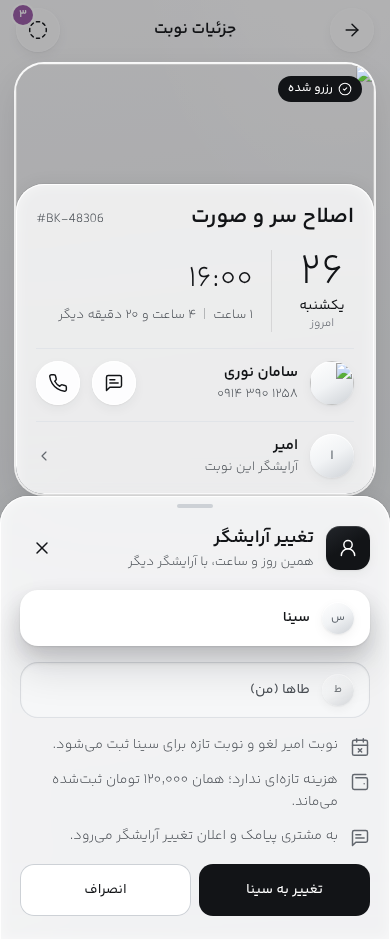 جزئیات نوبت
۳
رزرو شده
اصلاح سر و صورت
#BK-48306
۲۶
یکشنبه
امروز
۱۶:۰۰
۱ ساعت | ۴ ساعت و ۲۰ دقیقه دیگر
سامان نوری
۰۹۱۴ ۳۹۰ ۱۲۵۸
ا
امیر
آرایشگر این نوبت
تغییر آرایشگر
همین روز و ساعت، با آرایشگر دیگر
س
سینا
ط
طاها (من)
نوبت امیر لغو و نوبت تازه برای سینا ثبت می‌شود.
هزینه تازه‌ای ندارد؛ همان ۱۲۰,۰۰۰ تومان ثبت‌شده
می‌ماند.
به مشتری پیامک و اعلان تغییر آرایشگر می‌رود.
تغییر به سینا
انصراف